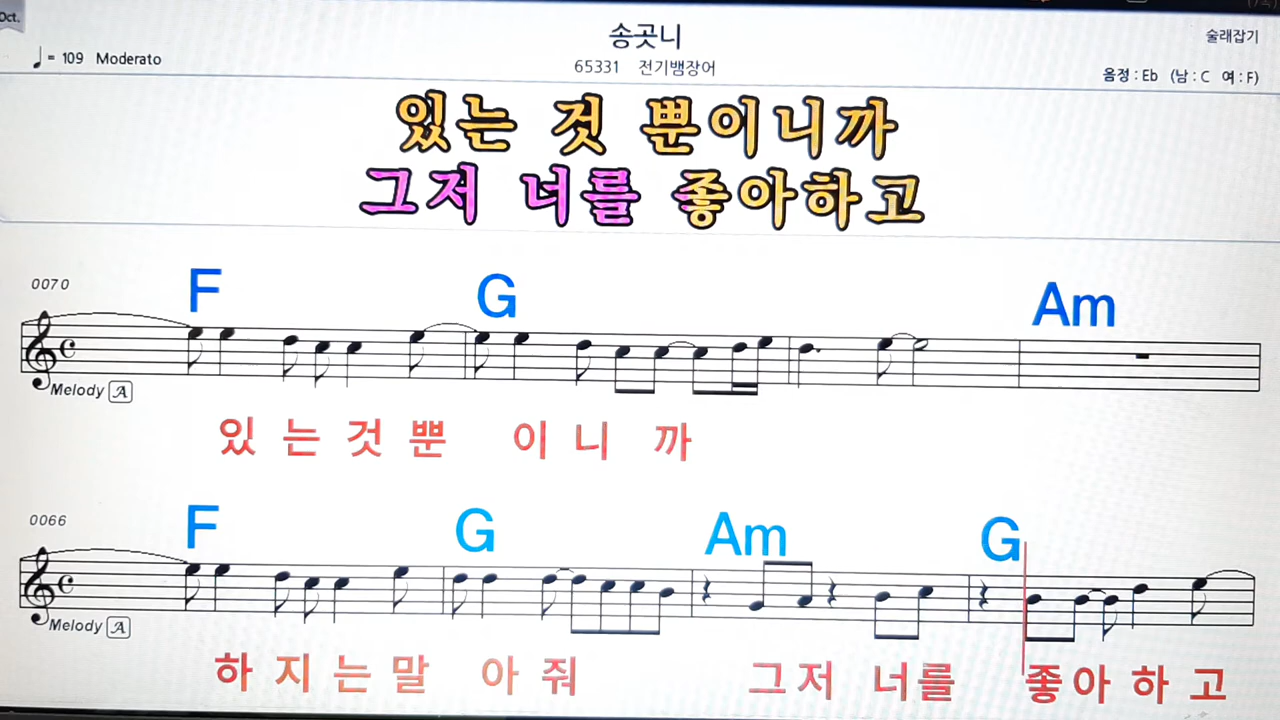 Oct.
송곳니
술래잡기
♩ = 109 Moderato
65331 전기뱀장어
음정 : Eb (남 : C 여 : F)
있는 것 뿐이니까
그저 너를 좋아하고
0070
F G Am
Melody A
있 는 것 뿐 이 니 까
0066
F G Am G
Melody A
하 지 는 말 아 줘 그저 너를 좋아 하 고